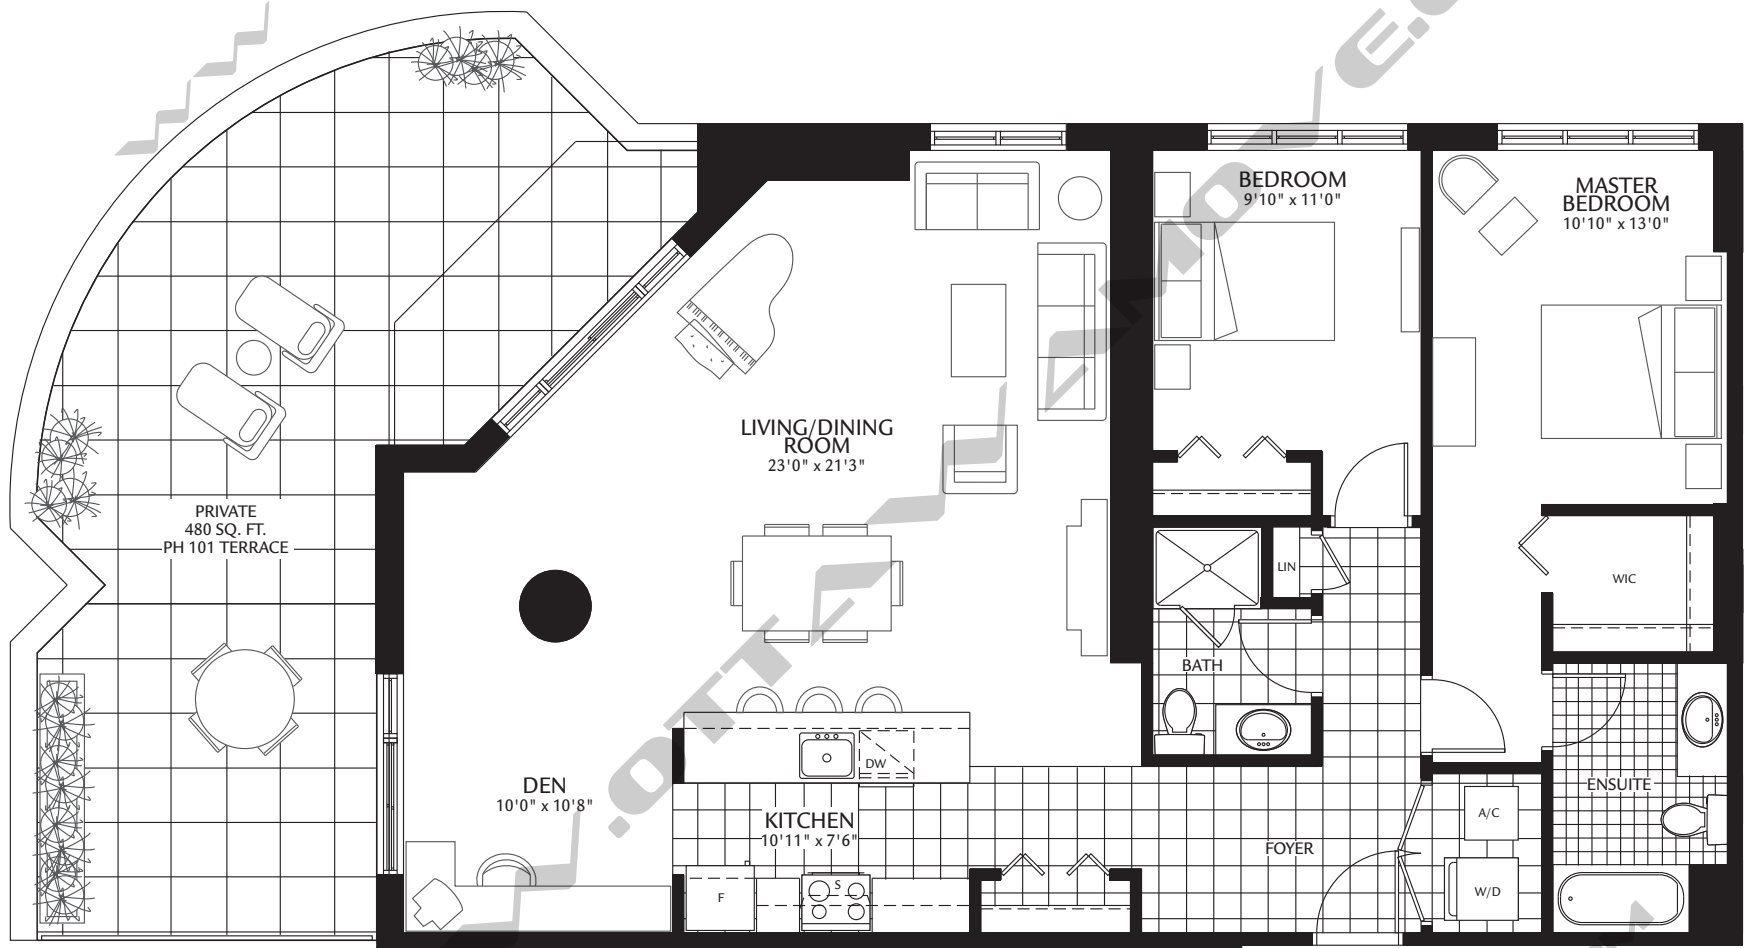 BEDROOM
9'10" x 11'0"
MASTER
BEDROOM
10'10" x 13'0"
LIVING/DINING
ROOM
23'0" x 21'3"
PRIVATE
480 SQ. FT.
PH 101 TERRACE
LIN
WIC
BATH
DW
DEN
10'0" x 10'8"
KITCHEN
10'11" x 7'6"
FOYER
ENSUITE
A/C
W/D
F
S